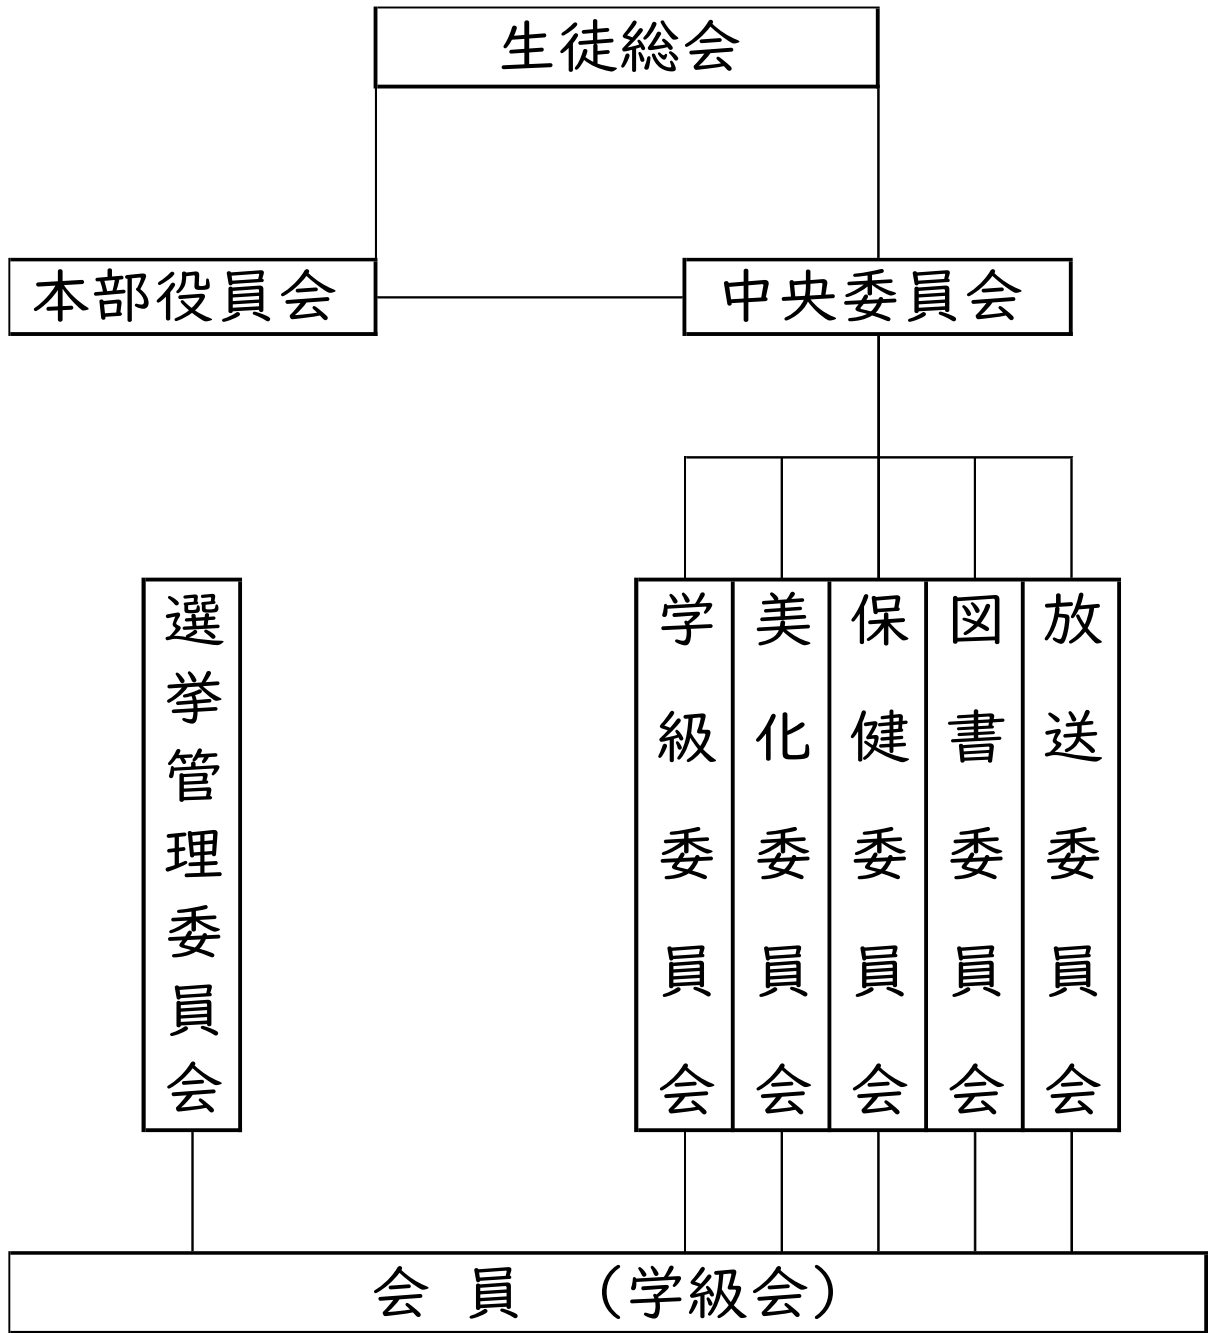 生徒総会
本部役員会
中央委員会
選挙管理委員会
学級委員会
美化委員会
保健委員会
図書委員会
放送委員会
会 員 （学級会）